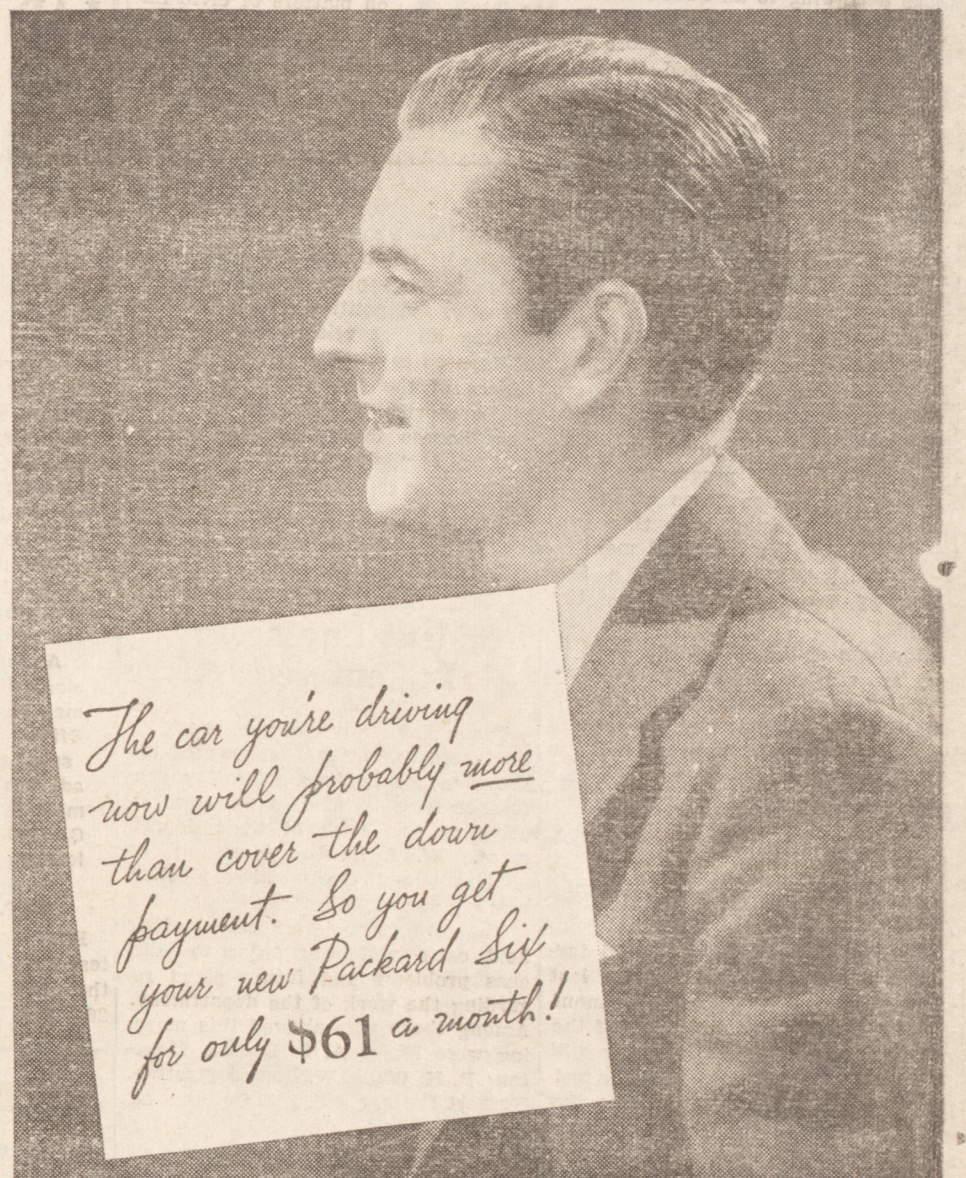 The car you're driving
now will probably more
than cover the down
payment. So you get
your new Packard Six
for only $61 a month!